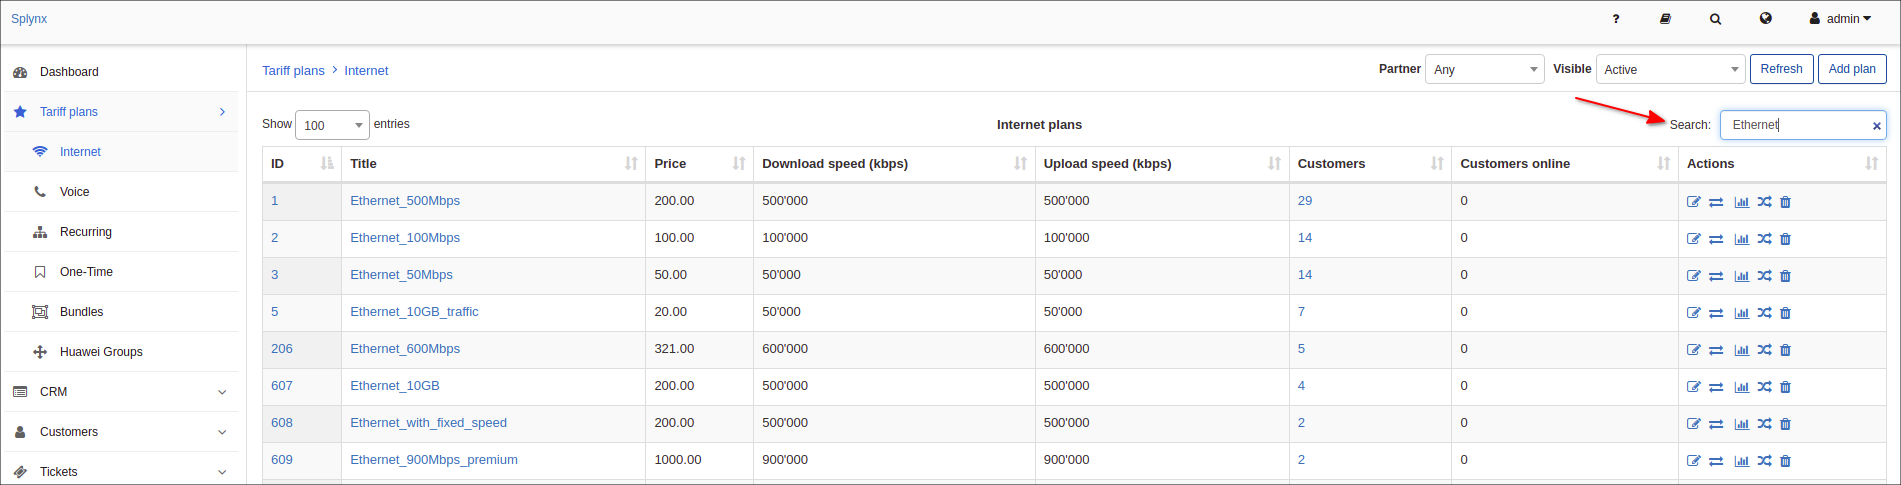 Splynx
? admin
Dashboard
Tariff plans
Internet
Voice
Recurring
One-Time
Bundles
Huawei Groups
CRM
Customers
Tickets
Tariff plans > Internet
Partner Any Visible Active Refresh Add plan
Show 100 entries Internet plans Search: Ethernet ×
ID Title Price Download speed (kbps) Upload speed (kbps) Customers Customers online Actions
1 Ethernet_500Mbps 200.00 500'000 500'000 29 0
2 Ethernet_100Mbps 100.00 100'000 100'000 14 0
3 Ethernet_50Mbps 50.00 50'000 50'000 14 0
5 Ethernet_10GB_traffic 20.00 50'000 50'000 7 0
206 Ethernet_600Mbps 321.00 600'000 600'000 5 0
607 Ethernet_10GB 200.00 500'000 500'000 4 0
608 Ethernet_with_fixed_speed 200.00 500'000 500'000 2 0
609 Ethernet_900Mbps_premium 1000.00 900'000 900'000 2 0